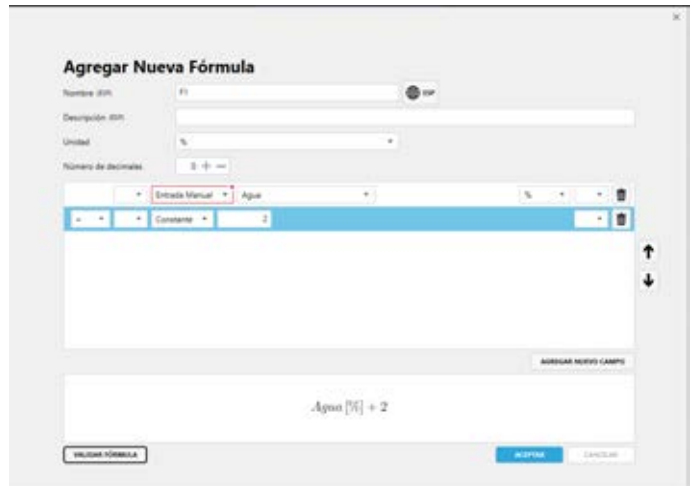 ×
Agregar Nueva Fórmula
Nombre
F1
ESP
Descripción
Unidad
%
Número de decimales
+ −
Entrada Manual
Agua
%
Constante
2
AGREGAR NUEVO CAMPO
Agua [%] + 2
VALIDAR FÓRMULA
ACEPTAR
CANCELAR